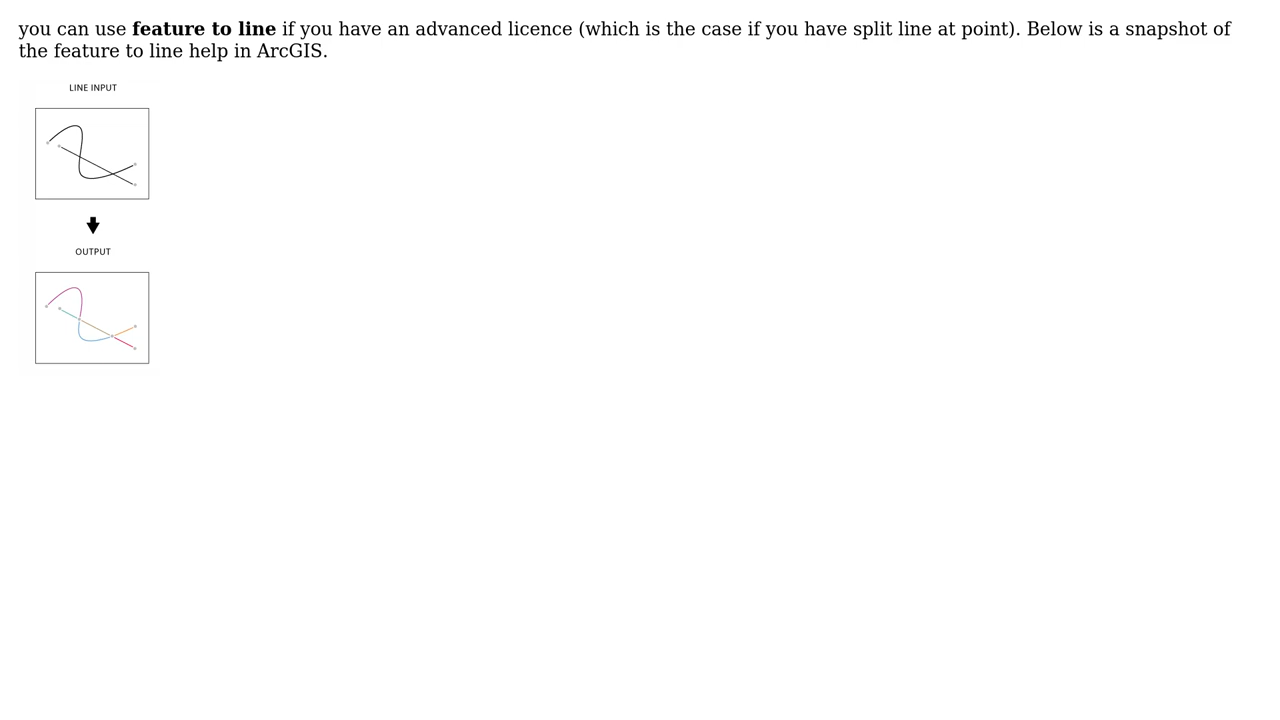 you can use feature to line if you have an advanced licence (which is the case if you have split line at point). Below is a snapshot of
the feature to line help in ArcGIS.
LINE INPUT
OUTPUT